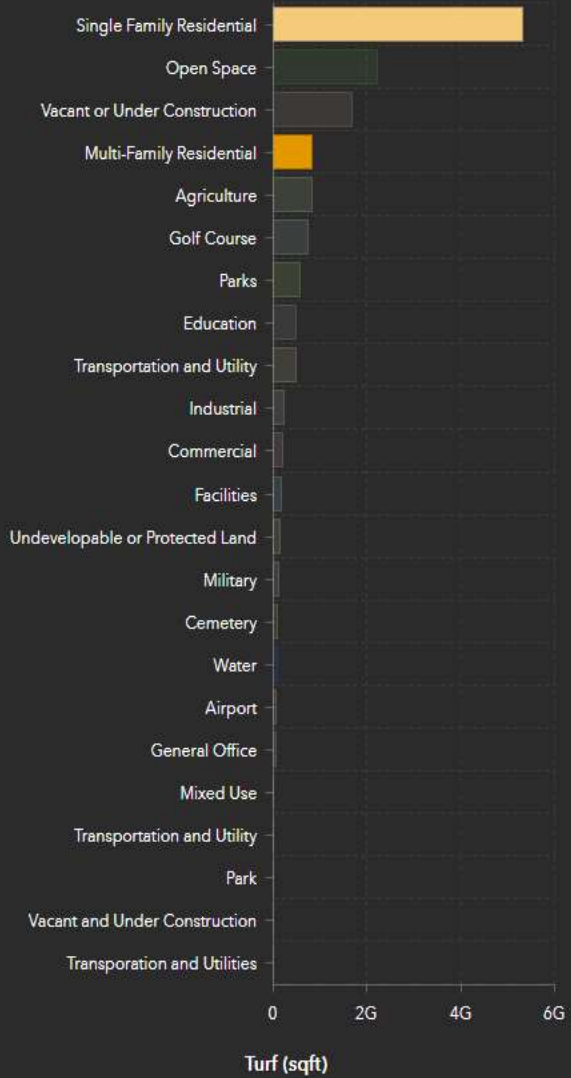 Single Family Residential
Open Space
Vacant or Under Construction
Multi-Family Residential
Agriculture
Golf Course
Parks
Education
Transportation and Utility
Industrial
Commercial
Facilities
Undevelopable or Protected Land
Military
Cemetery
Water
Airport
General Office
Mixed Use
Transportation and Utility
Park
Vacant and Under Construction
Transporation and Utilities
0 2G 4G 6G
Turf (sqft)